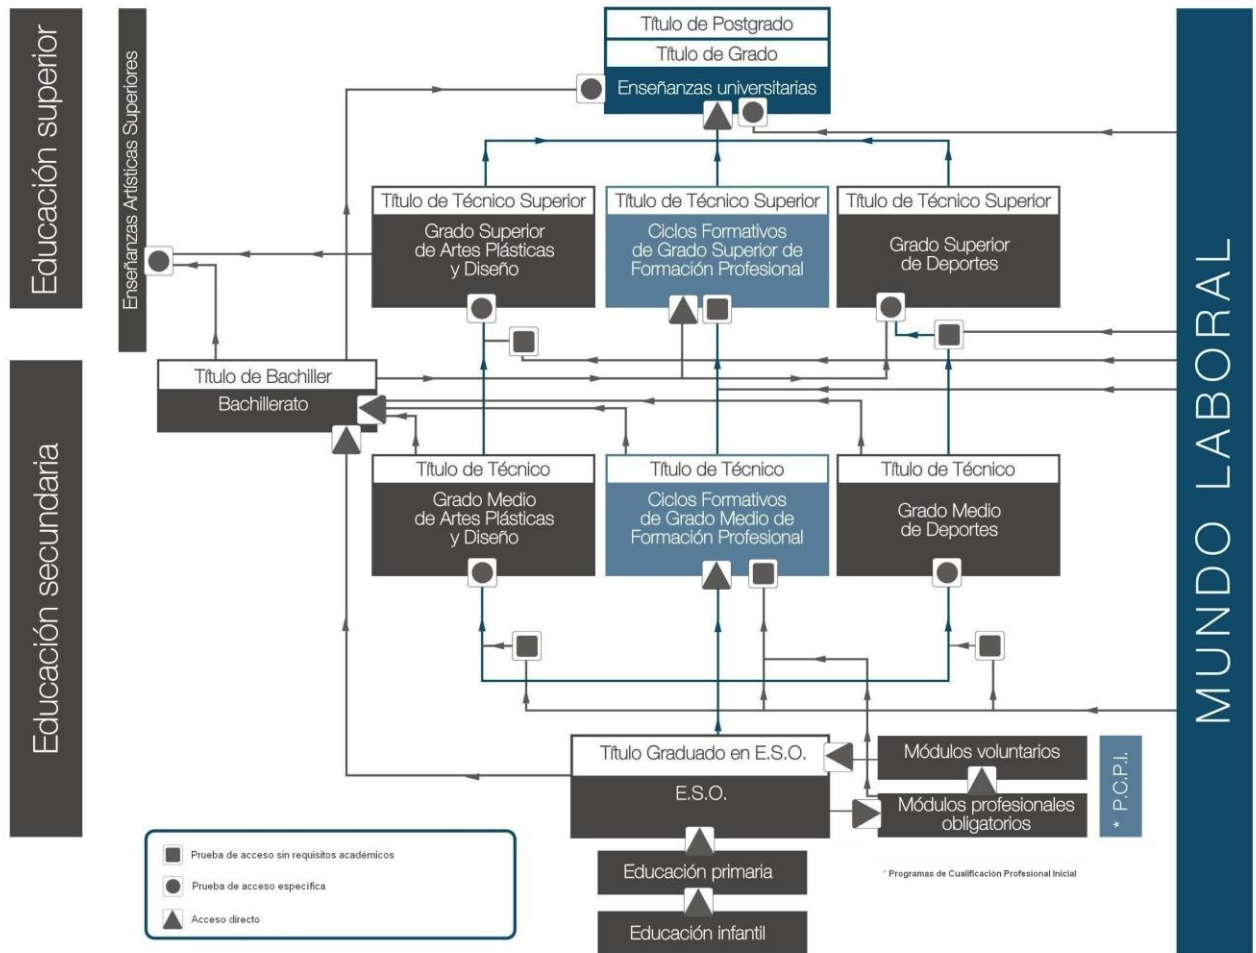 Educación superior
Enseñanzas Artísticas Superiores
Título de Postgrado
Título de Grado
Enseñanzas universitarias
Título de Técnico Superior
Grado Superior
de Artes Plásticas
y Diseño
Título de Técnico Superior
Ciclos Formativos
de Grado Superior de
Formación Profesional
Título de Técnico Superior
Grado Superior
de Deportes
MUNDO LABORAL
Educación secundaria
Título de Bachiller
Bachillerato
Título de Técnico
Grado Medio
de Artes Plásticas
y Diseño
Título de Técnico
Ciclos Formativos
de Grado Medio de
Formación Profesional
Título de Técnico
Grado Medio
de Deportes
Título Graduado en E.S.O.
E.S.O.
Módulos voluntarios
Módulos profesionales
obligatorios
* P.C.P.I.
Educación primaria
Educación infantil
* Programas de Cualificación Profesional Inicial
Prueba de acceso sin requisitos académicos
Prueba de acceso específica
Acceso directo